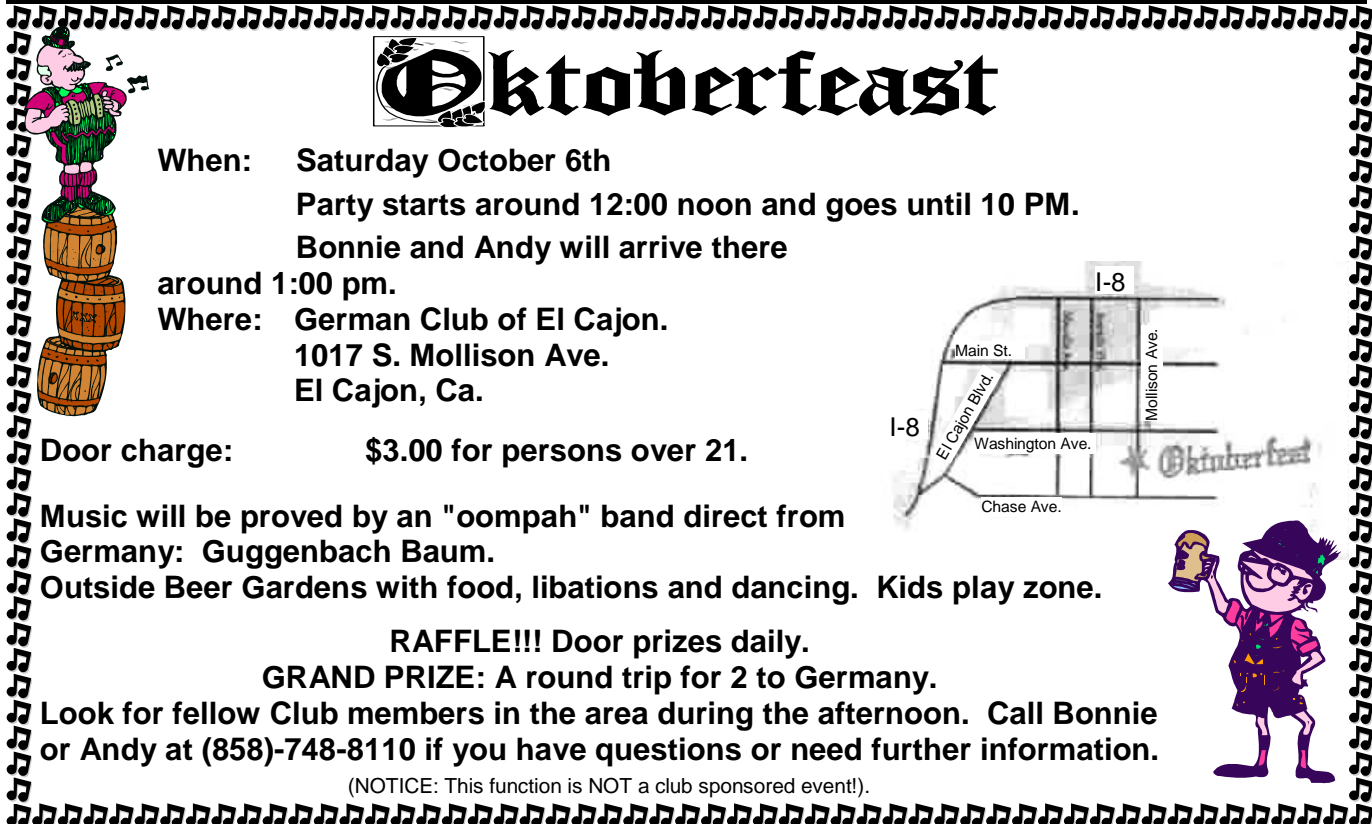 Oktoberfeast
When: Saturday October 6th
Party starts around 12:00 noon and goes until 10 PM.
Bonnie and Andy will arrive there
around 1:00 pm.
Where: German Club of El Cajon.
1017 S. Mollison Ave.
El Cajon, Ca.
I-8
Main St.
Mollison Ave.
El Cajon Blvd.
I-8
Washington Ave.
Oktoberfeast
Chase Ave.
XXX
Door charge: $3.00 for persons over 21.
Music will be proved by an "oompah" band direct from
Germany: Guggenbach Baum.
Outside Beer Gardens with food, libations and dancing. Kids play zone.
RAFFLE!!! Door prizes daily.
GRAND PRIZE: A round trip for 2 to Germany.
Look for fellow Club members in the area during the afternoon. Call Bonnie
or Andy at (858)-748-8110 if you have questions or need further information.
(NOTICE: This function is NOT a club sponsored event!).